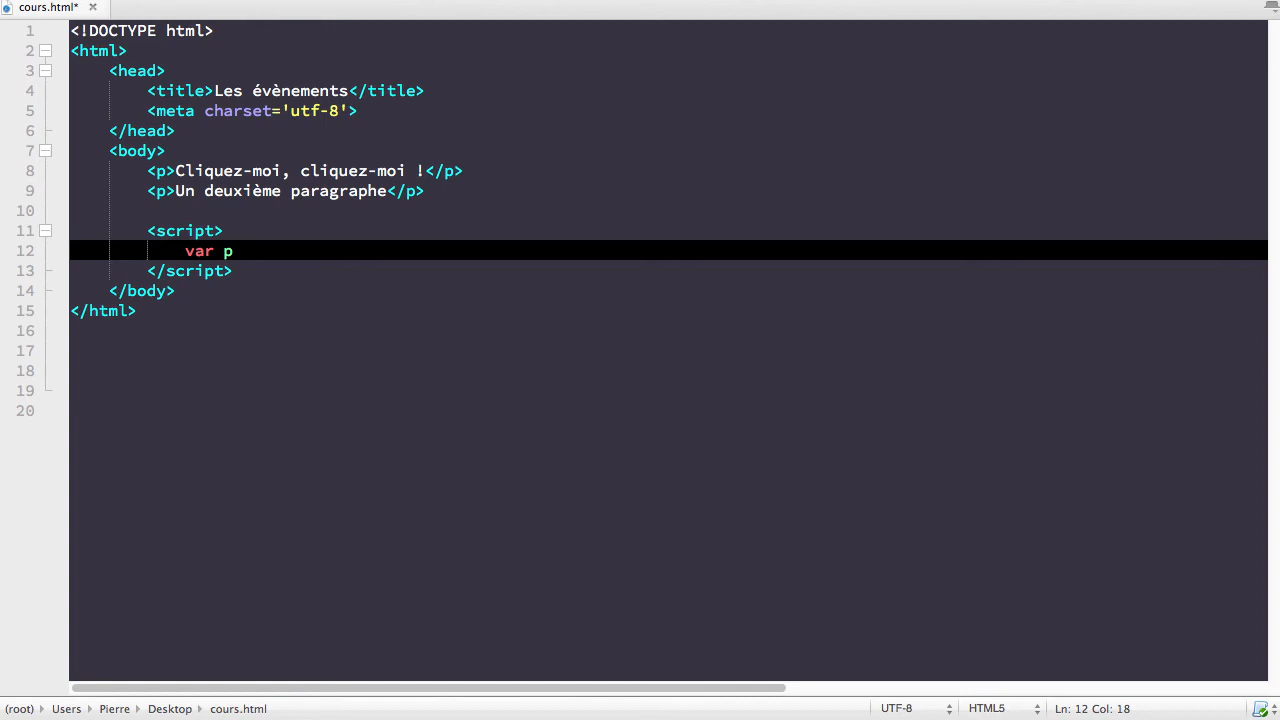 cours.html*
1 <!DOCTYPE html>
2 <html>
3 <head>
4 <title>Les évènements</title>
5 <meta charset='utf-8'>
6 </head>
7 <body>
8 <p>Cliquez-moi, cliquez-moi !</p>
9 <p>Un deuxième paragraphe</p>
10
11 <script>
12 var p
13 </script>
14 </body>
15 </html>
16
17
18
19
20
(root) Users Pierre Desktop cours.html UTF-8 HTML5 Ln: 12 Col: 18